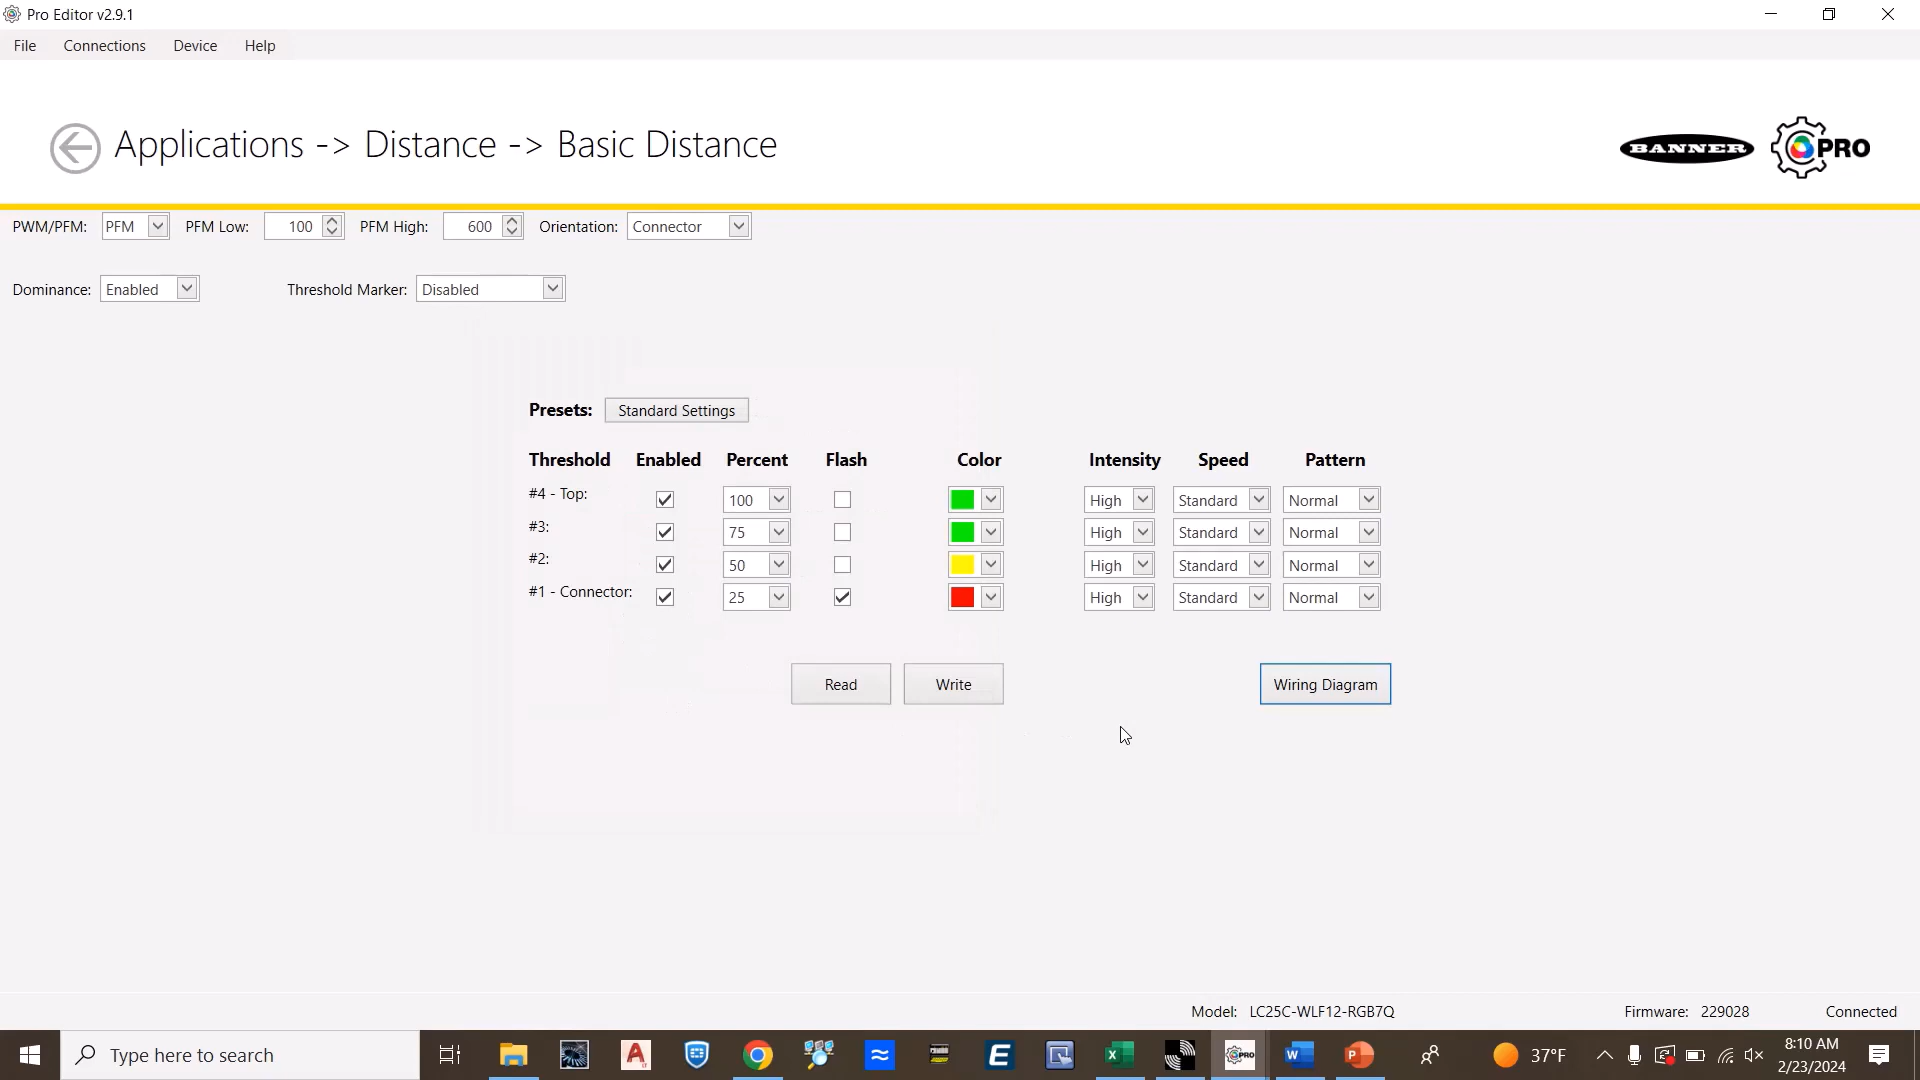 Pro Editor v2.9.1
File Connections Device Help
Applications -> Distance -> Basic Distance
BANNER PRO
PWM/PFM: PFM PFM Low: 100 PFM High: 600 Orientation: Connector
Dominance: Enabled Threshold Marker: Disabled
Presets: Standard Settings
Threshold Enabled Percent Flash Color Intensity Speed Pattern
#4 - Top: 100 High Standard Normal
#3: 75 High Standard Normal
#2: 50 High Standard Normal
#1 - Connector: 25 High Standard Normal
Read Write Wiring Diagram
Model: LC25C-WLF12-RGB7Q Firmware: 229028 Connected
Type here to search
37°F
8:10 AM
2/23/2024